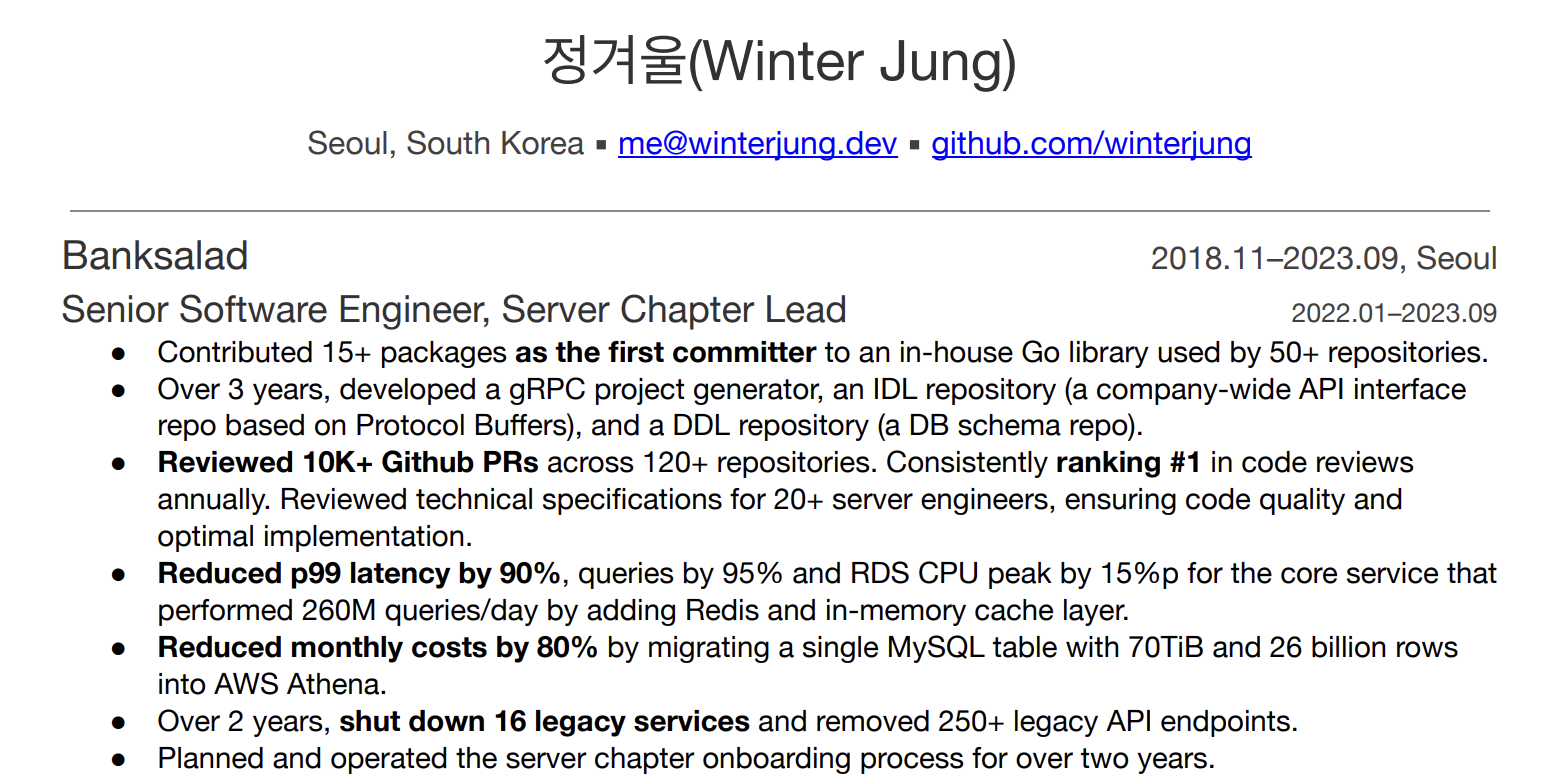 정겨울(Winter Jung)
Seoul, South Korea ▪ me@winterjung.dev ▪ github.com/winterjung
Banksalad 2018.11–2023.09, Seoul
Senior Software Engineer, Server Chapter Lead 2022.01–2023.09
● Contributed 15+ packages as the first committer to an in-house Go library used by 50+ repositories.
● Over 3 years, developed a gRPC project generator, an IDL repository (a company-wide API interface
repo based on Protocol Buffers), and a DDL repository (a DB schema repo).
● Reviewed 10K+ Github PRs across 120+ repositories. Consistently ranking #1 in code reviews
annually. Reviewed technical specifications for 20+ server engineers, ensuring code quality and
optimal implementation.
● Reduced p99 latency by 90%, queries by 95% and RDS CPU peak by 15%p for the core service that
performed 260M queries/day by adding Redis and in-memory cache layer.
● Reduced monthly costs by 80% by migrating a single MySQL table with 70TiB and 26 billion rows
into AWS Athena.
● Over 2 years, shut down 16 legacy services and removed 250+ legacy API endpoints.
● Planned and operated the server chapter onboarding process for over two years.